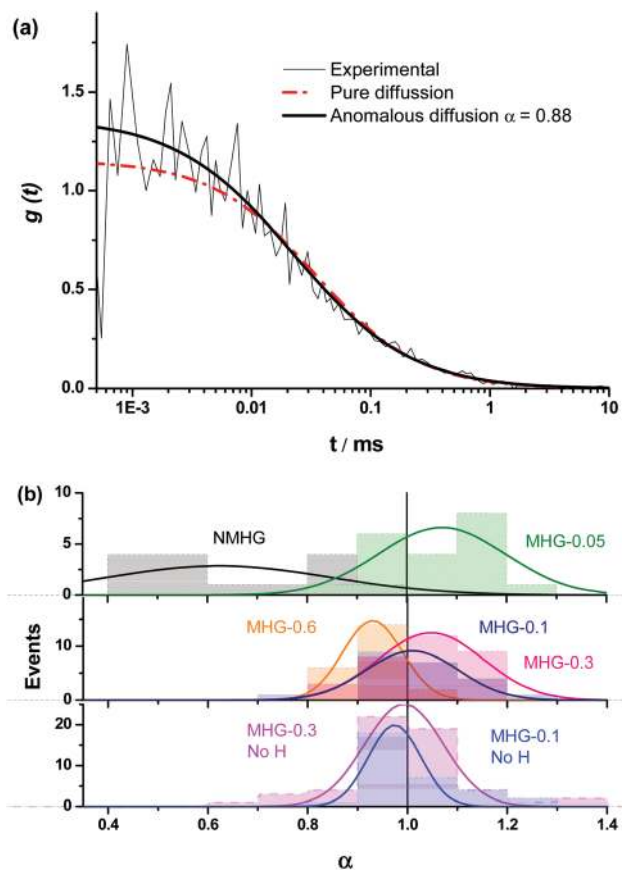 (a)
Experimental
Pure diffussion
Anomalous diffusion α = 0.88
1.5
1.0
0.5
0.0
g (t)
1E-3
0.01
0.1
1
10
t / ms
(b)
10
5
0
NMHG
MHG-0.05
10
0
MHG-0.6
MHG-0.1
MHG-0.3
Events
20
10
0
MHG-0.3
No H
MHG-0.1
No H
0.4
0.6
0.8
1.0
1.2
1.4
α